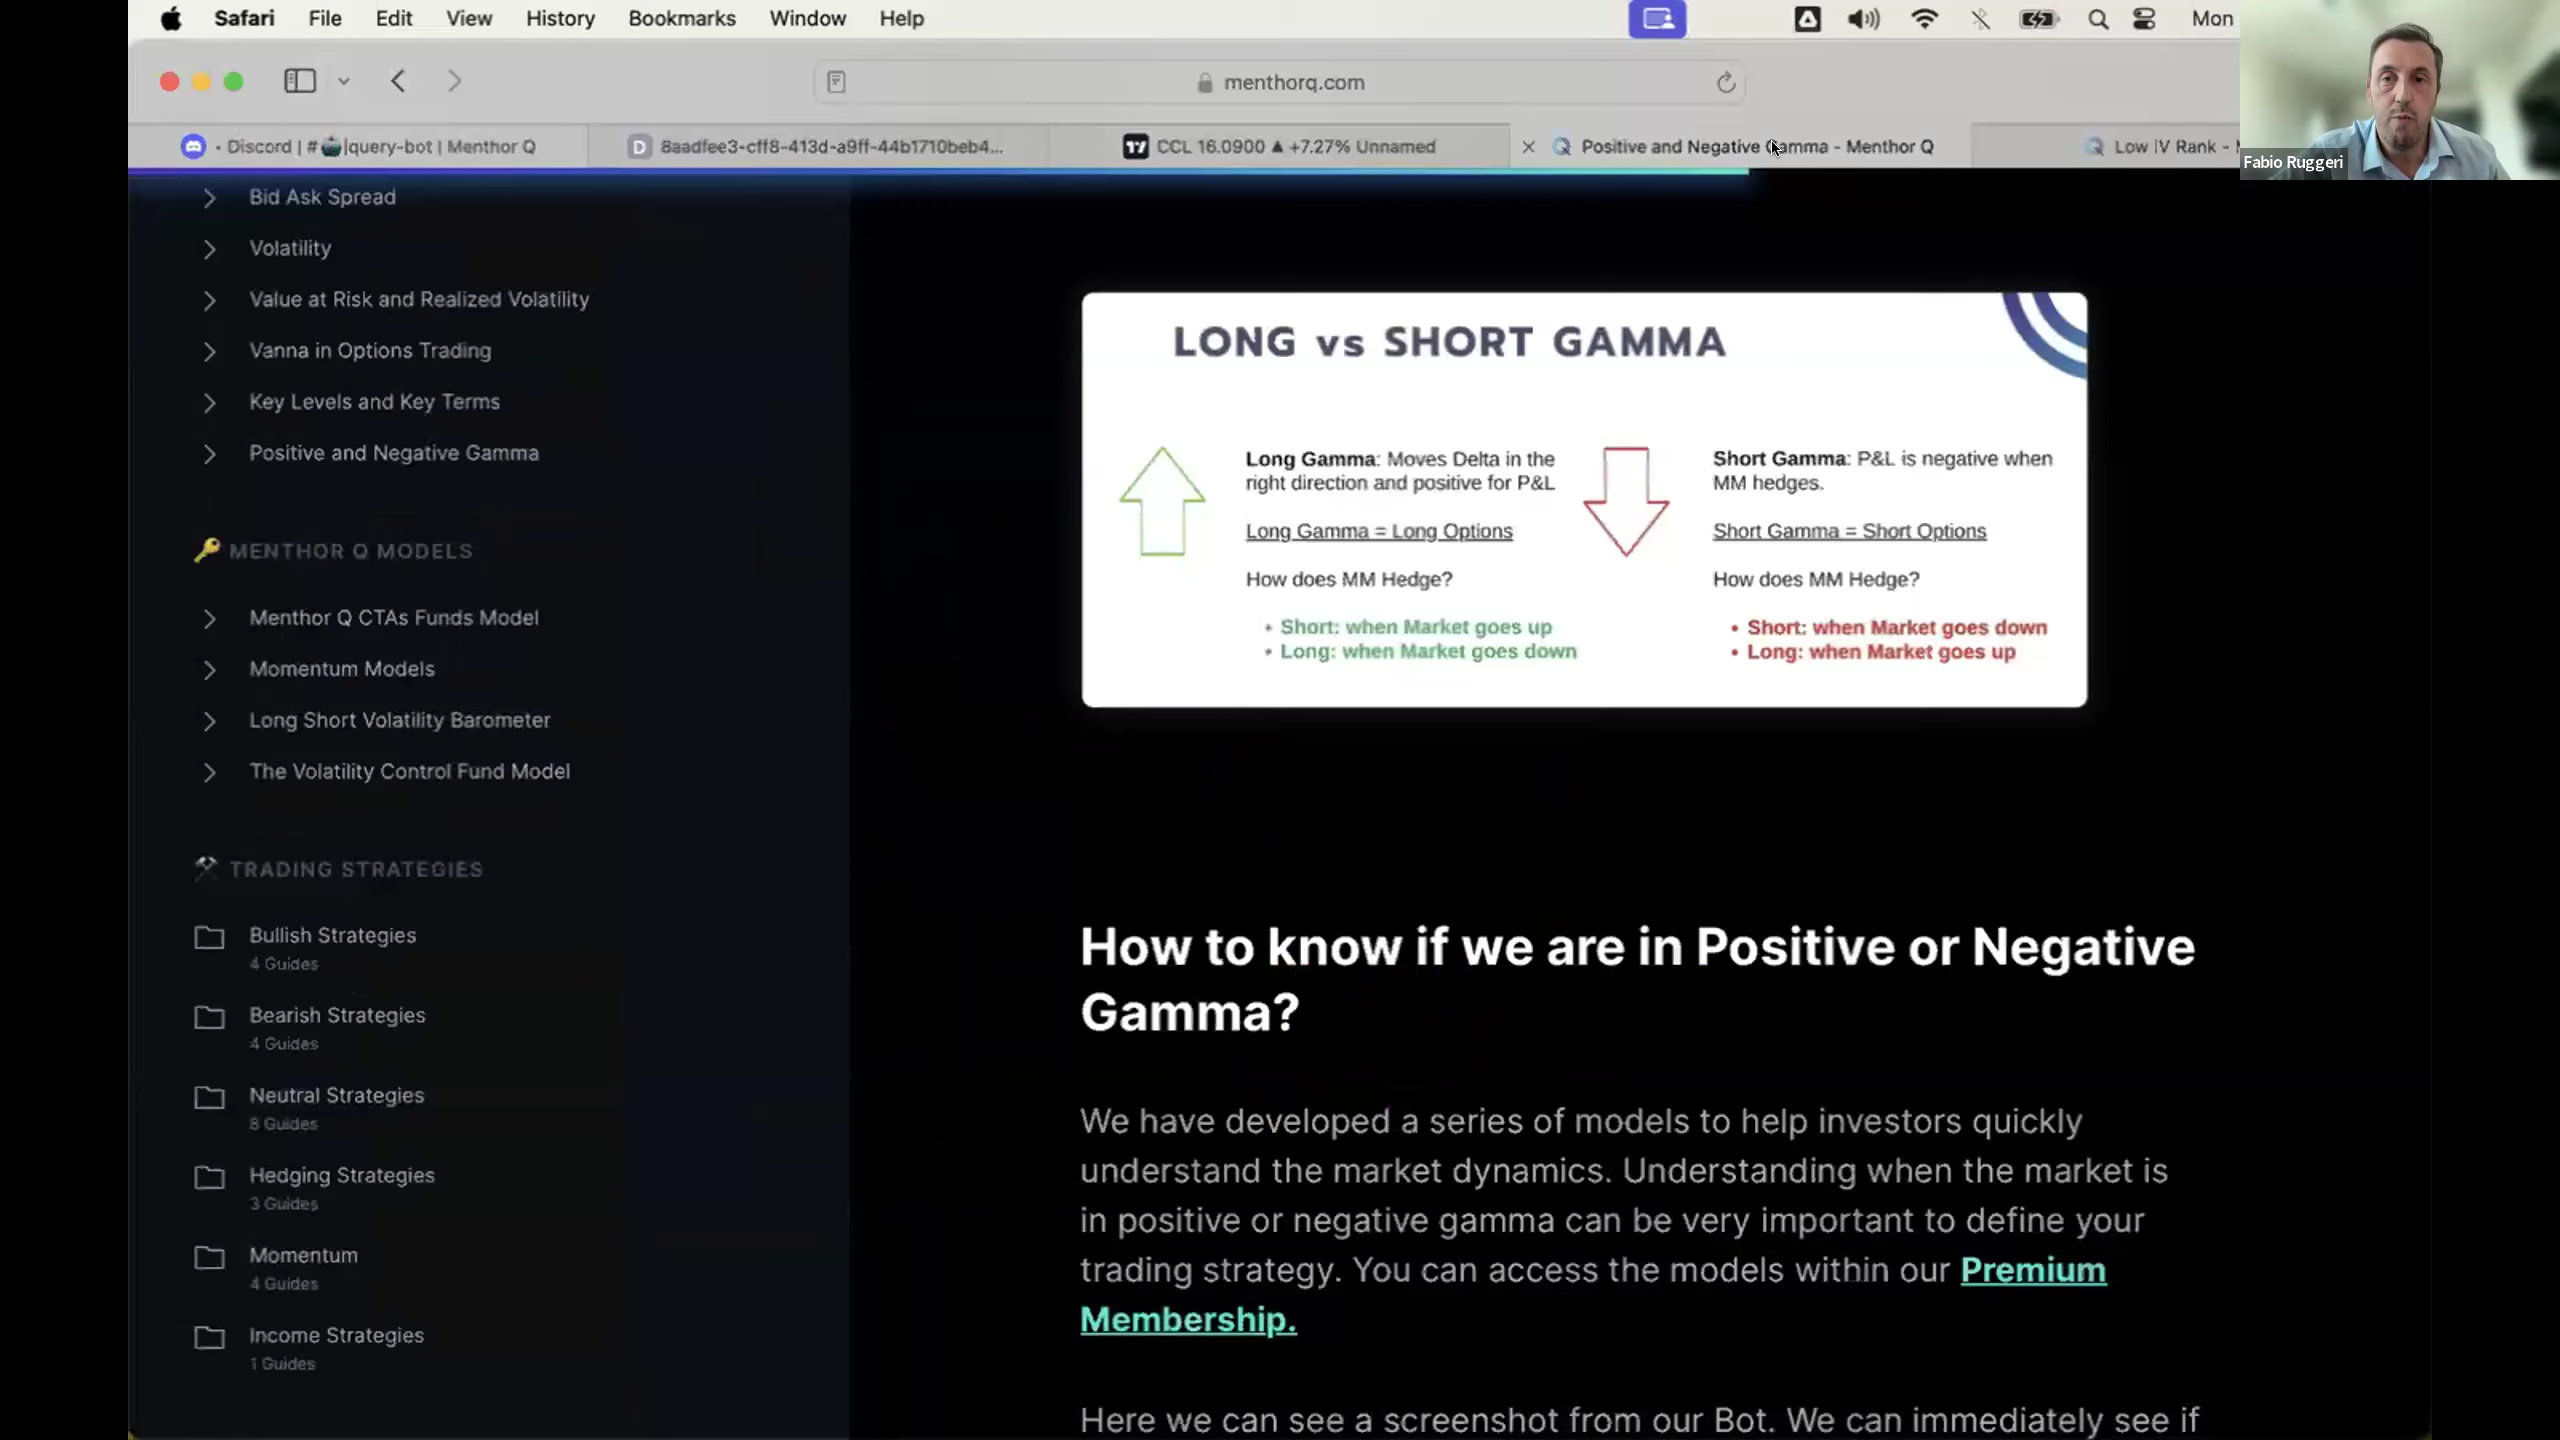 Safari File Edit View History Bookmarks Window Help Mon
menthorq.com
• Discord | #🤖|query-bot | Menthor Q
8aadfee3-cff8-413d-a9ff-44b1710beb4...
CCL 16.0900 ▲ +7.27% Unnamed
Positive and Negative Gamma - Menthor Q
Low IV Rank -
Fabio Ruggeri
Bid Ask Spread
Volatility
Value at Risk and Realized Volatility
Vanna in Options Trading
Key Levels and Key Terms
Positive and Negative Gamma
MENTHOR Q MODELS
Menthor Q CTAs Funds Model
Momentum Models
Long Short Volatility Barometer
The Volatility Control Fund Model
TRADING STRATEGIES
Bullish Strategies
4 Guides
Bearish Strategies
4 Guides
Neutral Strategies
8 Guides
Hedging Strategies
3 Guides
Momentum
4 Guides
Income Strategies
1 Guides
LONG vs SHORT GAMMA
Long Gamma: Moves Delta in the
right direction and positive for P&L
Long Gamma = Long Options
How does MM Hedge?
• Short: when Market goes up
• Long: when Market goes down
Short Gamma: P&L is negative when
MM hedges.
Short Gamma = Short Options
How does MM Hedge?
• Short: when Market goes down
• Long: when Market goes up
How to know if we are in Positive or Negative
Gamma?
We have developed a series of models to help investors quickly
understand the market dynamics. Understanding when the market is
in positive or negative gamma can be very important to define your
trading strategy. You can access the models within our Premium
Membership.
Here we can see a screenshot from our Bot. We can immediately see if